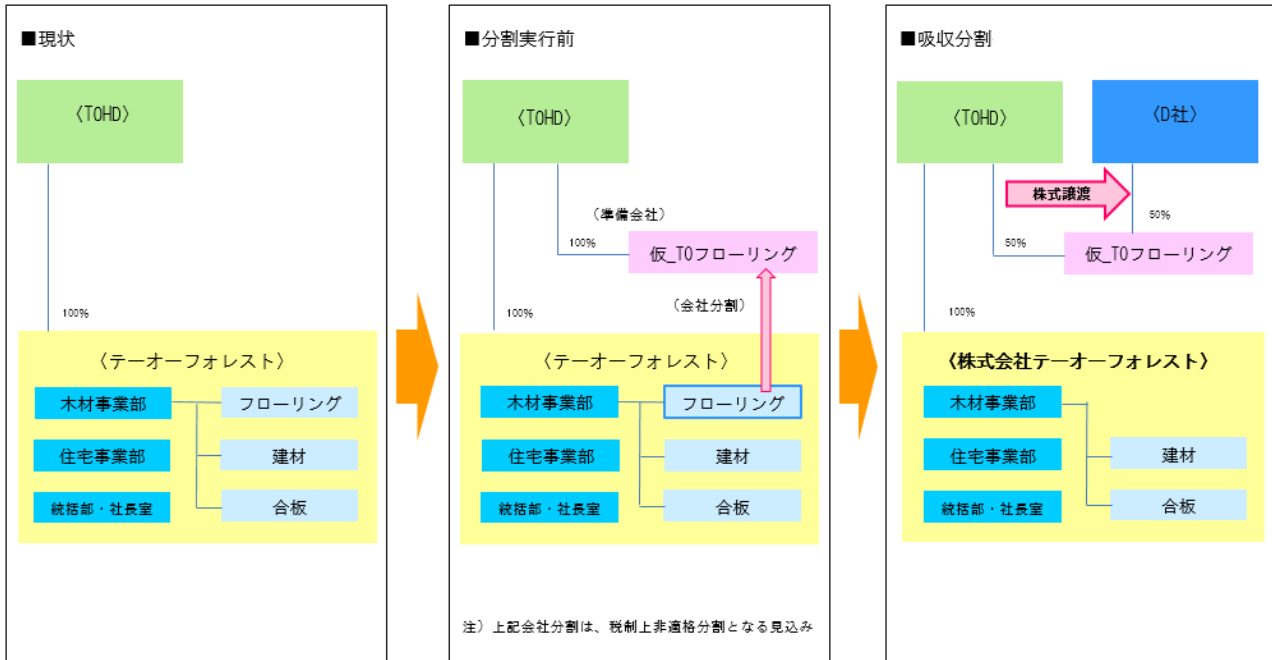 ■現状
〈TOHD〉
100%
〈テーオーフォレスト〉
木材事業部
フローリング
住宅事業部
建材
統括部・社長室
合板
■分割実行前
〈TOHD〉
（準備会社）
100%
仮_TOフローリング
（会社分割）
100%
〈テーオーフォレスト〉
木材事業部
フローリング
住宅事業部
建材
統括部・社長室
合板
注）上記会社分割は、税制上非適格分割となる見込み
■吸収分割
〈TOHD〉
〈D社〉
株式譲渡
50%
50%
仮_TOフローリング
100%
〈株式会社テーオーフォレスト〉
木材事業部
住宅事業部
建材
統括部・社長室
合板